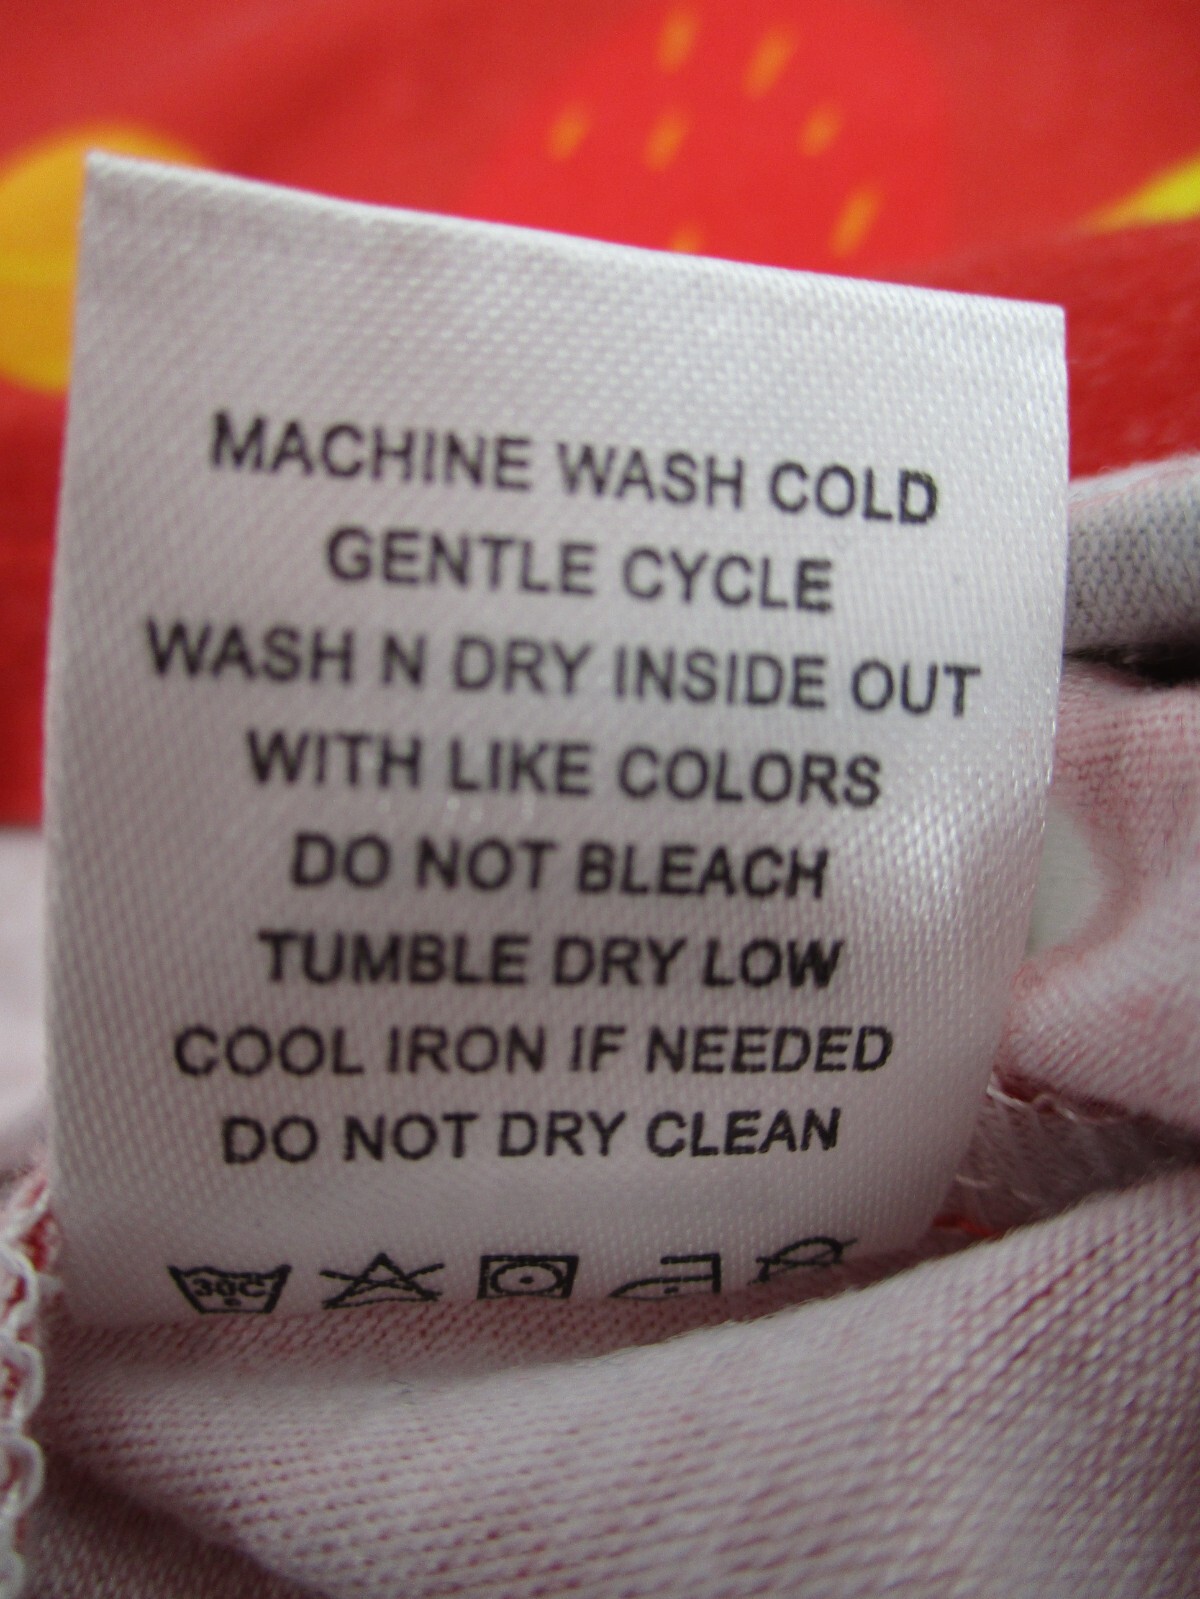 MACHINE WASH COLD
GENTLE CYCLE
WASH N DRY INSIDE OUT
WITH LIKE COLORS
DO NOT BLEACH
TUMBLE DRY LOW
COOL IRON IF NEEDED
DO NOT DRY CLEAN
30C